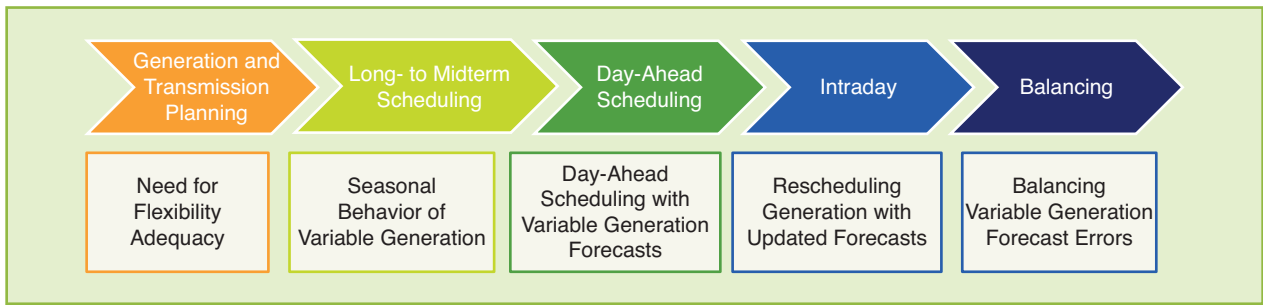 Generation and
Transmission
Planning
Long- to Midterm
Scheduling
Day-Ahead
Scheduling
Intraday
Balancing
Need for
Flexibility
Adequacy
Seasonal
Behavior of
Variable Generation
Day-Ahead
Scheduling with
Variable Generation
Forecasts
Rescheduling
Generation with
Updated Forecasts
Balancing
Variable Generation
Forecast Errors